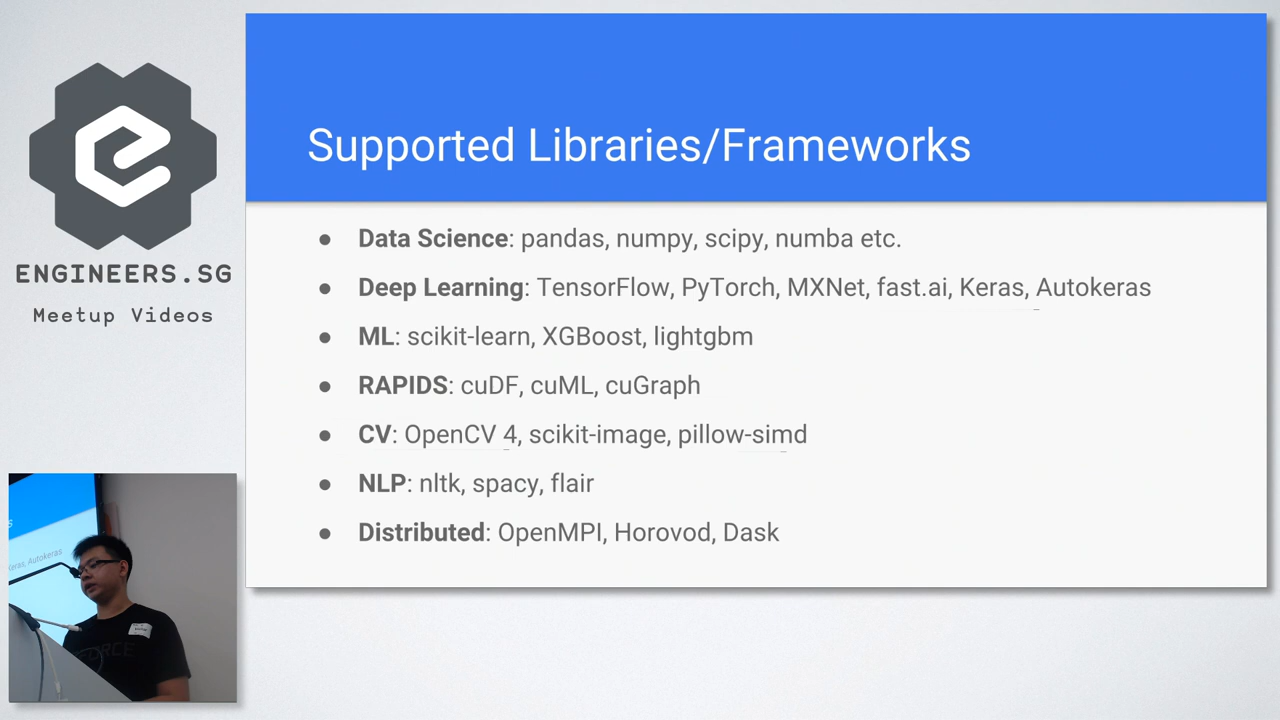 ENGINEERS.SG
Meetup Videos
Supported Libraries/Frameworks
● Data Science: pandas, numpy, scipy, numba etc.
● Deep Learning: TensorFlow, PyTorch, MXNet, fast.ai, Keras, Autokeras
● ML: scikit-learn, XGBoost, lightgbm
● RAPIDS: cuDF, cuML, cuGraph
● CV: OpenCV 4, scikit-image, pillow-simd
● NLP: nltk, spacy, flair
● Distributed: OpenMPI, Horovod, Dask
Keras, Autokeras